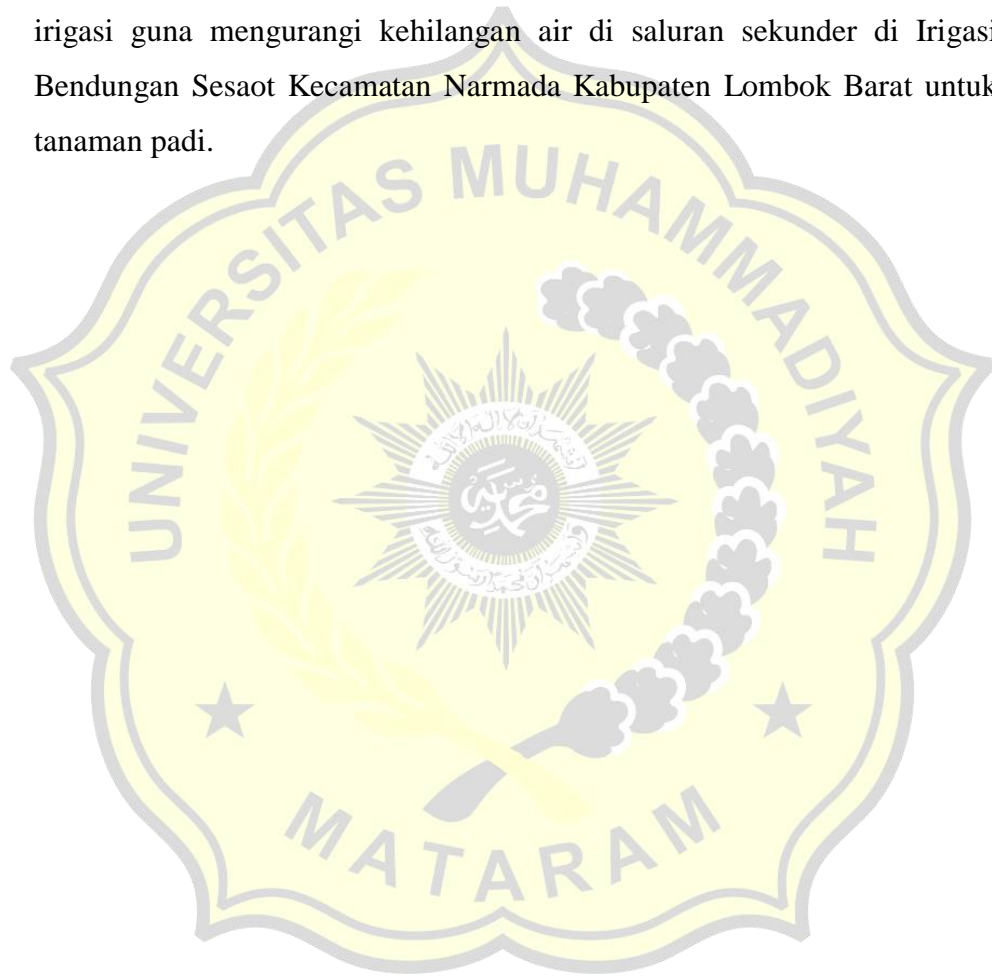 irigasi guna mengurangi kehilangan air di saluran sekunder di Irigasi
Bendungan Sesaot Kecamatan Narmada Kabupaten Lombok Barat untuk
tanaman padi.
UNIVERSITAS MUHAMMADIYAH
MATARAM